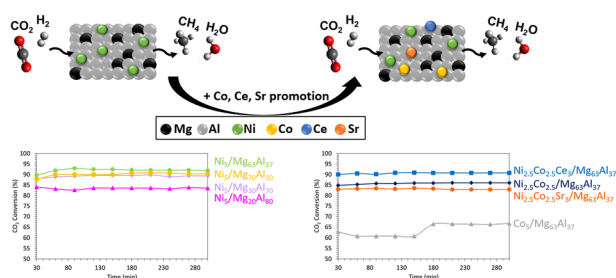 CO₂ H₂ CH₄ H₂O CO₂ H₂ CH₄ H₂O
+ Co, Ce, Sr promotion
Mg Al Ni Co Ce Sr
CO₂ Conversion (%)
100
95
90
85
80
75
70
65
60
55
50
30 80 130 180 230 280
Time (min)
Ni₅/Mg₆₃Al₃₇
Ni₅/Mg₇₀Al₃₀
Ni₅/Mg₃₀Al₇₀
Ni₅/Mg₂₀Al₈₀
CO₂ Conversion (%)
100
95
90
85
80
75
70
65
60
55
50
30 80 130 180 230 280
Time (min)
Ni₂.₅Co₂.₅Ce₃/Mg₆₃Al₃₇
Ni₂.₅Co₂.₅/Mg₆₃Al₃₇
Ni₂.₅Co₂.₅Sr₃/Mg₆₃Al₃₇
Co₅/Mg₆₃Al₃₇